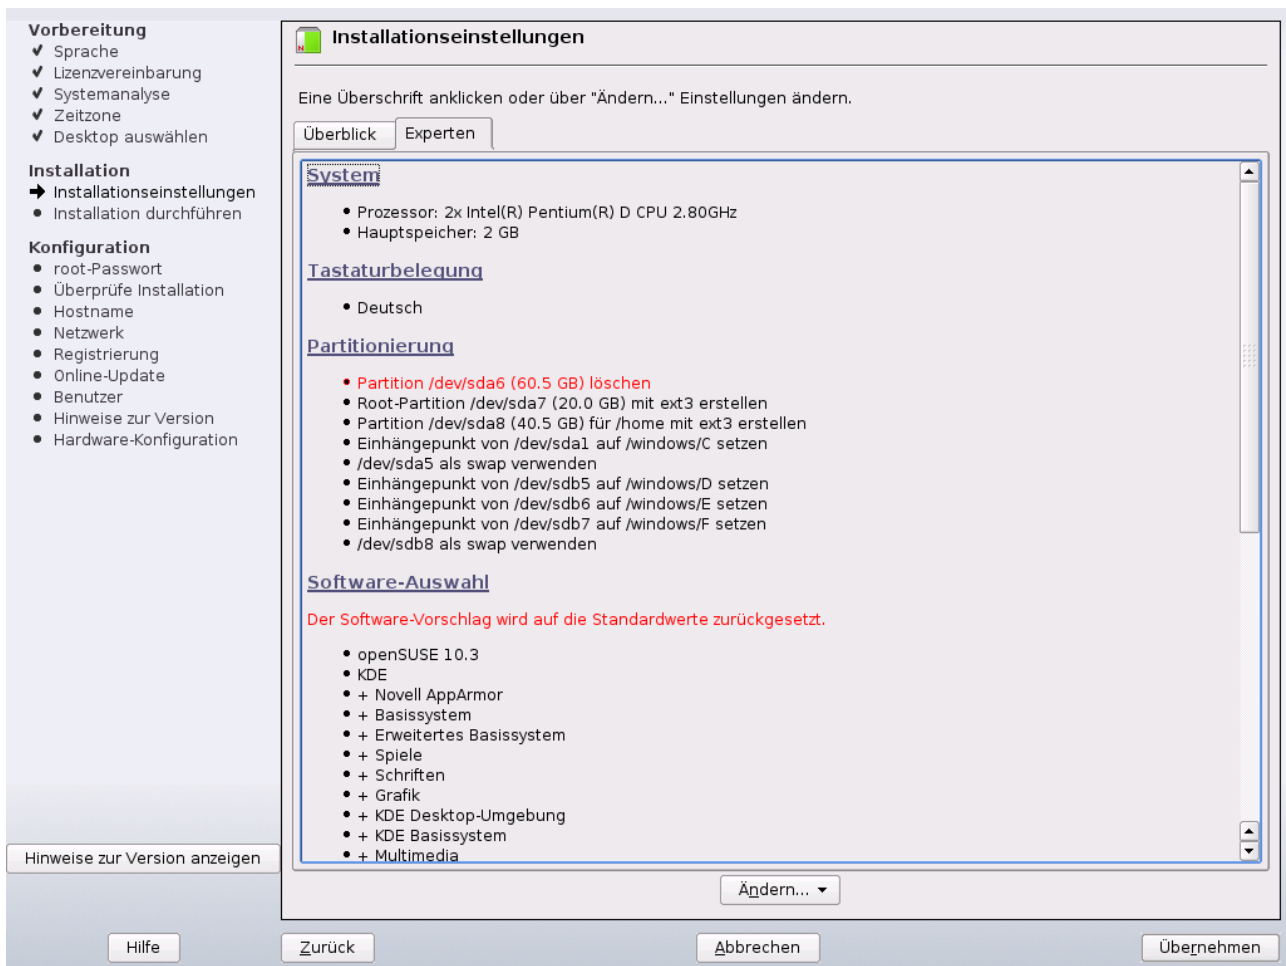 Vorbereitung
Sprache
Lizenzvereinbarung
Systemanalyse
Zeitzone
Desktop auswählen
Installation
Installationseinstellungen
Installation durchführen
Konfiguration
root-Passwort
Überprüfe Installation
Hostname
Netzwerk
Registrierung
Online-Update
Benutzer
Hinweise zur Version
Hardware-Konfiguration
Hinweise zur Version anzeigen
Hilfe
N
Installationseinstellungen
Eine Überschrift anklicken oder über "Ändern..." Einstellungen ändern.
Überblick
Experten
System
• Prozessor: 2x Intel(R) Pentium(R) D CPU 2.80GHz
• Hauptspeicher: 2 GB
Tastaturbelegung
• Deutsch
Partitionierung
• Partition /dev/sda6 (60.5 GB) löschen
• Root-Partition /dev/sda7 (20.0 GB) mit ext3 erstellen
• Partition /dev/sda8 (40.5 GB) für /home mit ext3 erstellen
• Einhängepunkt von /dev/sda1 auf /windows/C setzen
• /dev/sda5 als swap verwenden
• Einhängepunkt von /dev/sdb5 auf /windows/D setzen
• Einhängepunkt von /dev/sdb6 auf /windows/E setzen
• Einhängepunkt von /dev/sdb7 auf /windows/F setzen
• /dev/sdb8 als swap verwenden
Software-Auswahl
Der Software-Vorschlag wird auf die Standardwerte zurückgesetzt.
• openSUSE 10.3
• KDE
• + Novell AppArmor
• + Basissystem
• + Erweitertes Basissystem
• + Spiele
• + Schriften
• + Grafik
• + KDE Desktop-Umgebung
• + KDE Basissystem
• + Multimedia
Ändern...
Zurück
Abbrechen
Übernehmen